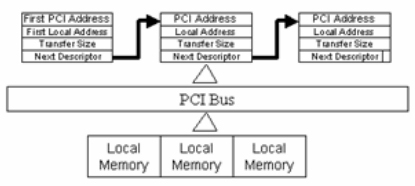 First PCI Address
First Local Address
Transfer Size
Next Descriptor
PCI Address
Local Address
Transfer Size
Next Descriptor
PCI Address
Local Address
Transfer Size
Next Descriptor
PCI Bus
Local
Memory
Local
Memory
Local
Memory